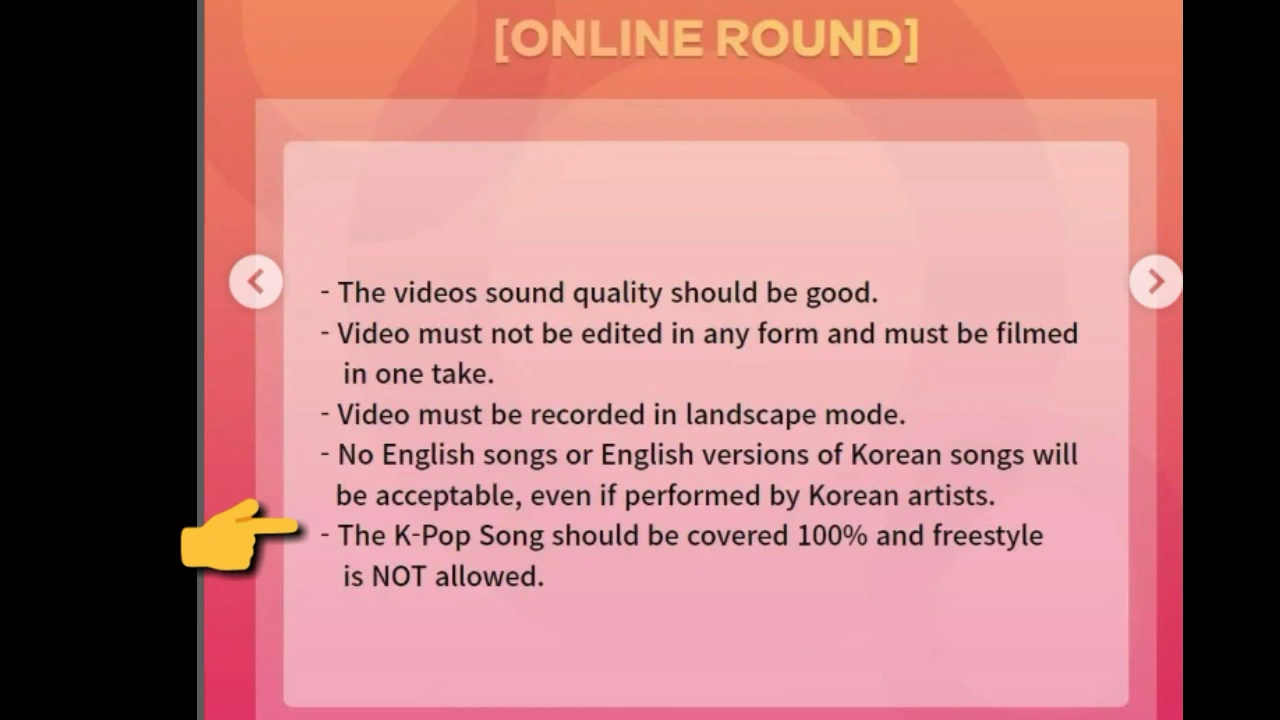 [ONLINE ROUND]
- The videos sound quality should be good.
- Video must not be edited in any form and must be filmed
in one take.
- Video must be recorded in landscape mode.
- No English songs or English versions of Korean songs will
be acceptable, even if performed by Korean artists.
- The K-Pop Song should be covered 100% and freestyle
is NOT allowed.